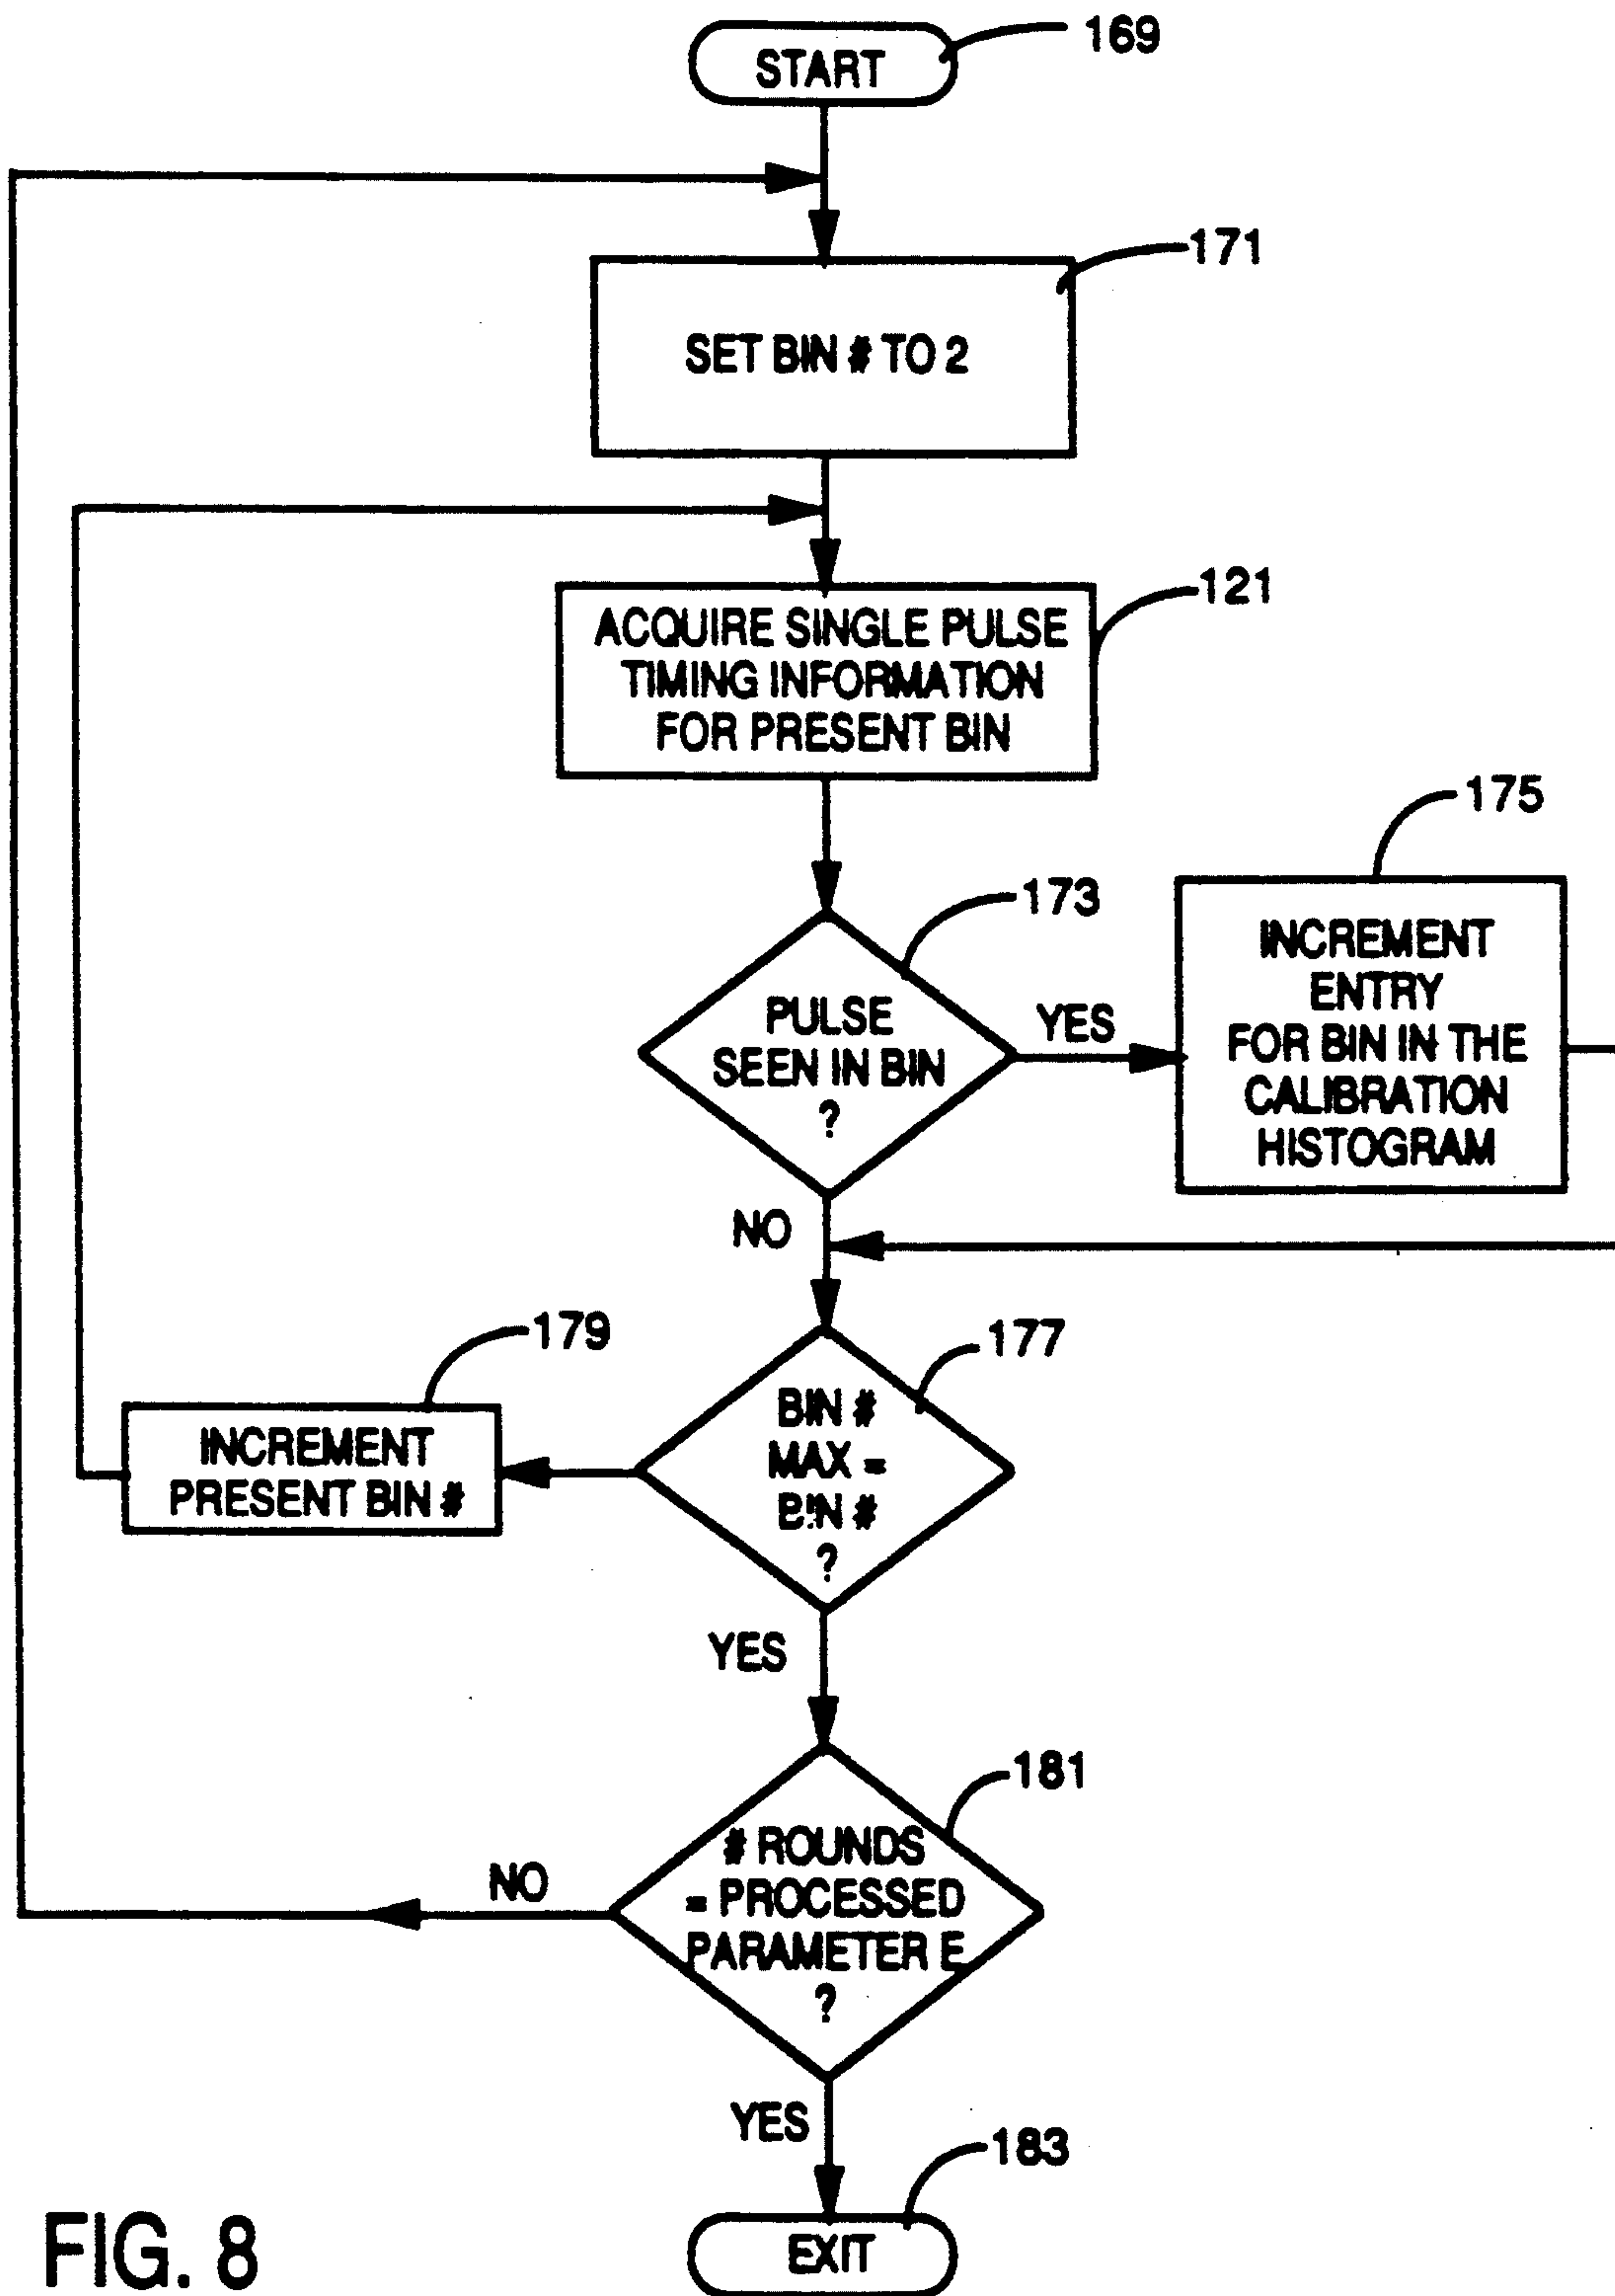 START
169
171
SET BIN # TO 2
121
ACQUIRE SINGLE PULSE
TIMING INFORMATION
FOR PRESENT BIN
175
173
INCREMENT
ENTRY
FOR BIN IN THE
CALIBRATION
HISTOGRAM
PULSE
SEEN IN BIN
?
YES
NO
179
177
INCREMENT
PRESENT BIN #
BIN #
MAX =
BIN #
?
YES
181
# ROUNDS
= PROCESSED
PARAMETER E
?
NO
YES
183
EXIT
FIG. 8